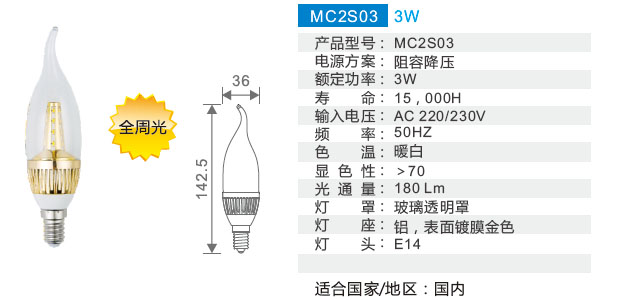 MC2S03 3W
全周光
36
142.5
产品型号：MC2S03
电源方案：阻容降压
额定功率：3W
寿 命：15，000H
输入电压：AC 220/230V
频 率：50HZ
色 温：暖白
显 色 性：＞70
光 通 量：180 Lm
灯 罩：玻璃透明罩
灯 座：铝，表面镀膜金色
灯 头：E14
适合国家/地区：国内